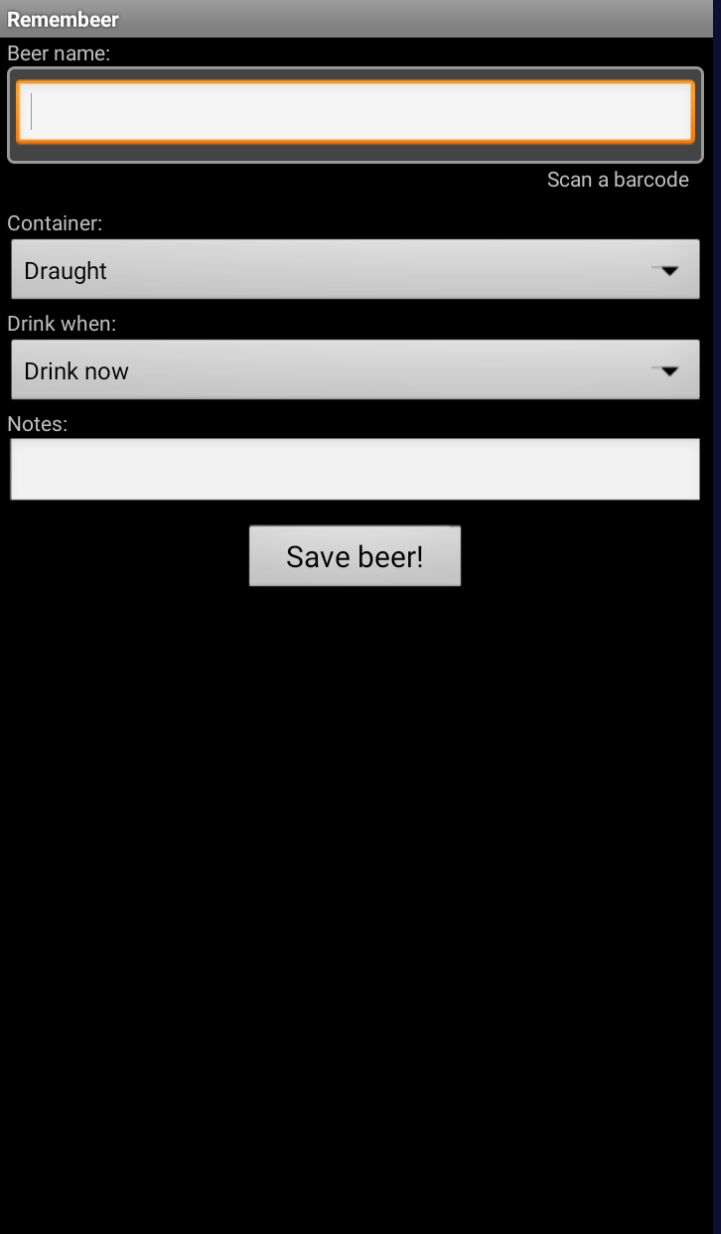 Remembeer
Beer name:
Scan a barcode
Container:
Draught
Drink when:
Drink now
Notes:
Save beer!